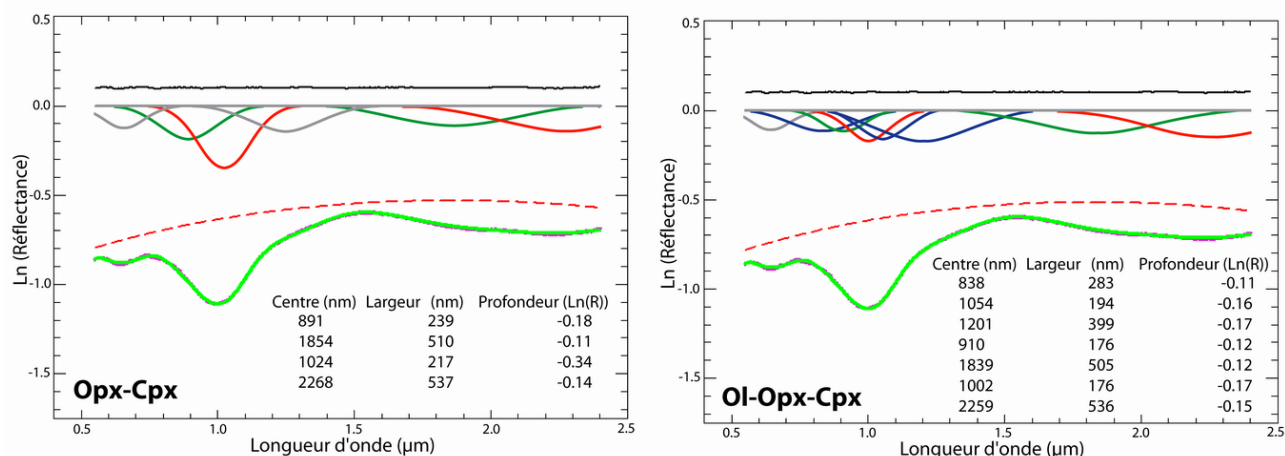 0.5
0.0
-0.5
-1.0
-1.5
Ln (Réflectance)
Centre (nm) Largeur (nm) Profondeur (Ln(R))
891 239 -0.18
1854 510 -0.11
1024 217 -0.34
2268 537 -0.14
Opx-Cpx
0.5 1.0 1.5 2.0 2.5
Longueur d'onde (µm)
0.5
0.0
-0.5
-1.0
-1.5
Ln (Réflectance)
Centre (nm) Largeur (nm) Profondeur (Ln(R))
838 283 -0.11
1054 194 -0.16
1201 399 -0.17
910 176 -0.12
1839 505 -0.12
1002 176 -0.17
2259 536 -0.15
Ol-Opx-Cpx
0.5 1.0 1.5 2.0 2.5
Longueur d'onde (µm)